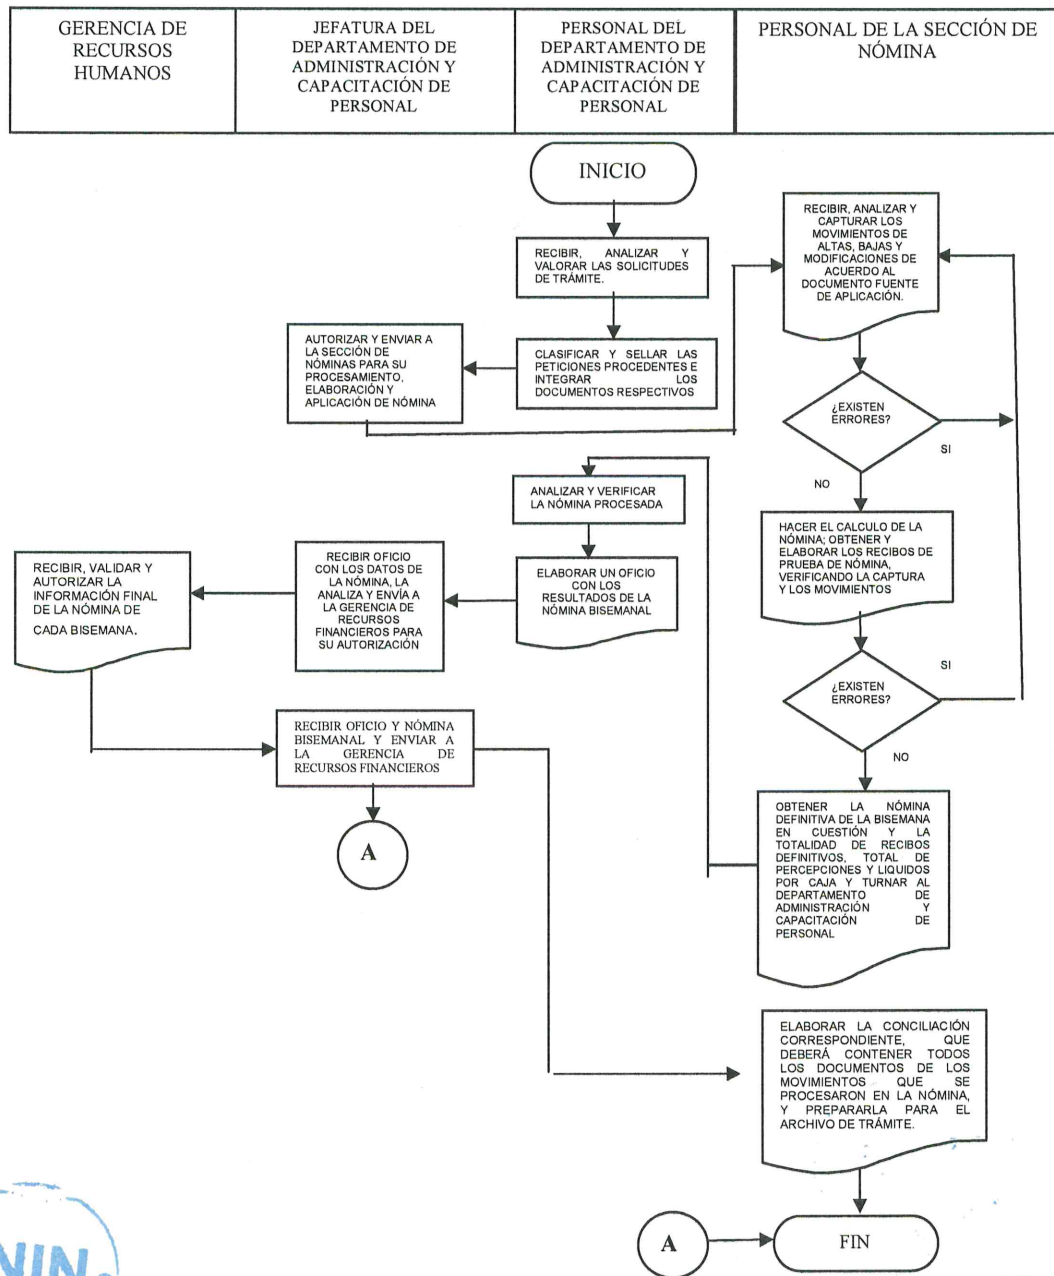 GERENCIA DE
RECURSOS
HUMANOS
JEFATURA DEL
DEPARTAMENTO DE
ADMINISTRACIÓN Y
CAPACITACIÓN DE
PERSONAL
PERSONAL DEL
DEPARTAMENTO DE
ADMINISTRACIÓN Y
CAPACITACIÓN DE
PERSONAL
PERSONAL DE LA SECCIÓN DE
NÓMINA
INICIO
RECIBIR, ANALIZAR Y
VALORAR LAS SOLICITUDES
DE TRÁMITE.
CLASIFICAR Y SELLAR LAS
PETICIONES PROCEDENTES E
INTEGRAR LOS
DOCUMENTOS RESPECTIVOS
AUTORIZAR Y ENVIAR A
LA SECCIÓN DE
NÓMINAS PARA SU
PROCESAMIENTO,
ELABORACIÓN Y
APLICACIÓN DE NÓMINA
RECIBIR, ANALIZAR Y
CAPTURAR LOS
MOVIMIENTOS DE
ALTAS, BAJAS Y
MODIFICACIONES DE
ACUERDO AL
DOCUMENTO FUENTE
DE APLICACIÓN.
¿EXISTEN
ERRORES?
SI
NO
HACER EL CALCULO DE LA
NÓMINA; OBTENER Y
ELABORAR LOS RECIBOS DE
PRUEBA DE NÓMINA,
VERIFICANDO LA CAPTURA
Y LOS MOVIMIENTOS
¿EXISTEN
ERRORES?
SI
NO
OBTENER LA NÓMINA
DEFINITIVA DE LA BISEMANA
EN CUESTIÓN Y LA
TOTALIDAD DE RECIBOS
DEFINITIVOS, TOTAL DE
PERCEPCIONES Y LIQUIDOS
POR CAJA Y TURNAR AL
DEPARTAMENTO DE
ADMINISTRACIÓN Y
CAPACITACIÓN DE
PERSONAL
ANALIZAR Y VERIFICAR
LA NÓMINA PROCESADA
ELABORAR UN OFICIO
CON LOS
RESULTADOS DE LA
NÓMINA BISEMANAL
RECIBIR OFICIO
CON LOS DATOS DE
LA NÓMINA, LA
ANALIZA Y ENVÍA A
LA GERENCIA DE
RECURSOS
FINANCIEROS PARA
SU AUTORIZACIÓN
RECIBIR, VALIDAR Y
AUTORIZAR LA
INFORMACIÓN FINAL
DE LA NÓMINA DE
CADA BISEMANA.
RECIBIR OFICIO Y NÓMINA
BISEMANAL Y ENVIAR A
LA GERENCIA DE
RECURSOS FINANCIEROS
A
ELABORAR LA CONCILIACIÓN
CORRESPONDIENTE, QUE
DEBERÁ CONTENER TODOS
LOS DOCUMENTOS DE LOS
MOVIMIENTOS QUE SE
PROCESARON EN LA NÓMINA,
Y PREPARARLA PARA EL
ARCHIVO DE TRÁMITE.
A
FIN